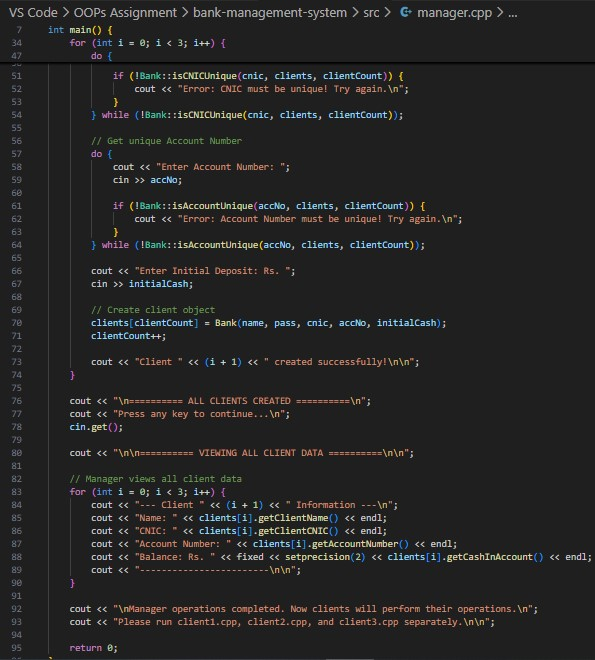 VS Code > OOPs Assignment > bank-management-system > src > manager.cpp > ...
7 int main() {
34 for (int i = 0; i < 3; i++) {
47 do {
51 if (!Bank::isCNICUnique(cnic, clients, clientCount)) {
52 cout << "Error: CNIC must be unique! Try again.\n";
53 }
54 } while (!Bank::isCNICUnique(cnic, clients, clientCount));
55
56 // Get unique Account Number
57 do {
58 cout << "Enter Account Number: ";
59 cin >> accNo;
60
61 if (!Bank::isAccountUnique(accNo, clients, clientCount)) {
62 cout << "Error: Account Number must be unique! Try again.\n";
63 }
64 } while (!Bank::isAccountUnique(accNo, clients, clientCount));
65
66 cout << "Enter Initial Deposit: Rs. ";
67 cin >> initialCash;
68
69 // Create client object
70 clients[clientCount] = Bank(name, pass, cnic, accNo, initialCash);
71 clientCount++;
72
73 cout << "Client " << (i + 1) << " created successfully!\n\n";
74 }
75
76 cout << "\n========== ALL CLIENTS CREATED ==========\n";
77 cout << "Press any key to continue...\n";
78 cin.get();
79
80 cout << "\n\n========== VIEWING ALL CLIENT DATA ==========\n\n";
81
82 // Manager views all client data
83 for (int i = 0; i < 3; i++) {
84 cout << "--- Client " << (i + 1) << " Information ---\n";
85 cout << "Name: " << clients[i].getClientName() << endl;
86 cout << "CNIC: " << clients[i].getClientCNIC() << endl;
87 cout << "Account Number: " << clients[i].getAccountNumber() << endl;
88 cout << "Balance: Rs. " << fixed << setprecision(2) << clients[i].getCashInAccount() << endl;
89 cout << "------------------------\n\n";
90 }
91
92 cout << "\nManager operations completed. Now clients will perform their operations.\n";
93 cout << "Please run client1.cpp, client2.cpp, and client3.cpp separately.\n\n";
94
95 return 0;